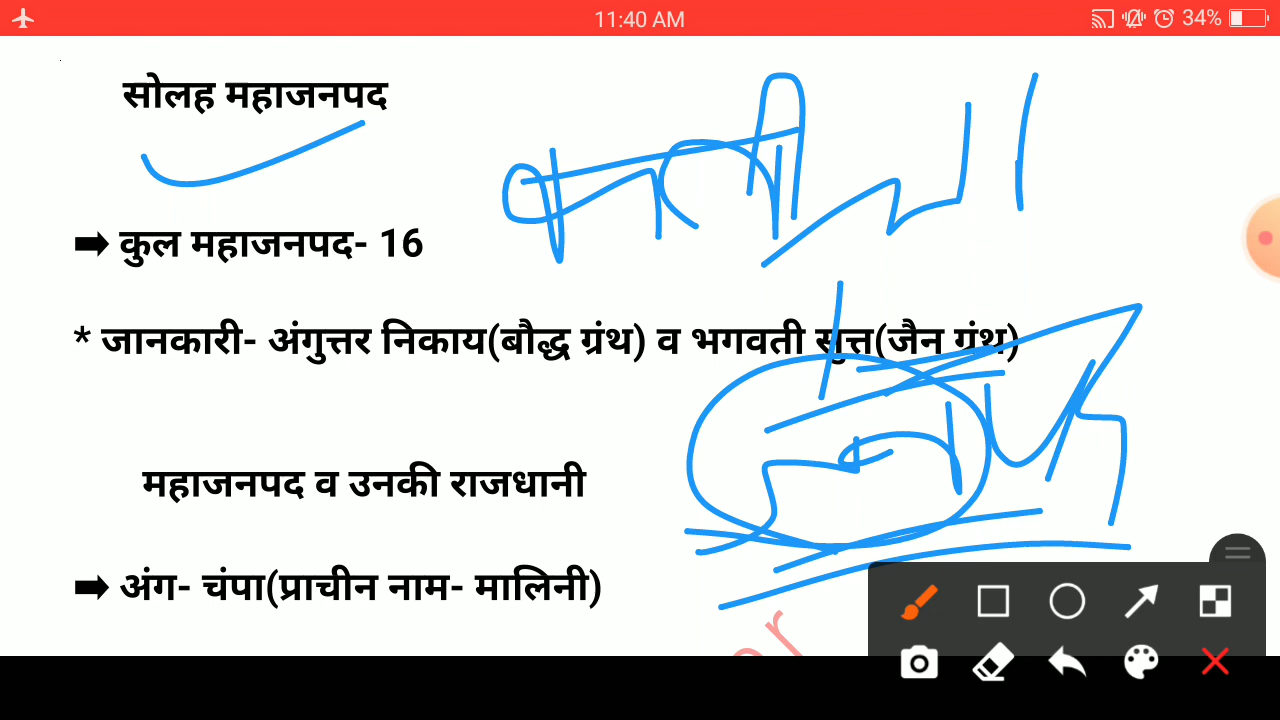 11:40 AM
34%
सोलह महाजनपद
➡ कुल महाजनपद- 16
* जानकारी- अंगुत्तर निकाय(बौद्ध ग्रंथ) व भगवती सुत्त(जैन ग्रंथ)
महाजनपद व उनकी राजधानी
➡ अंग- चंपा(प्राचीन नाम- मालिनी)